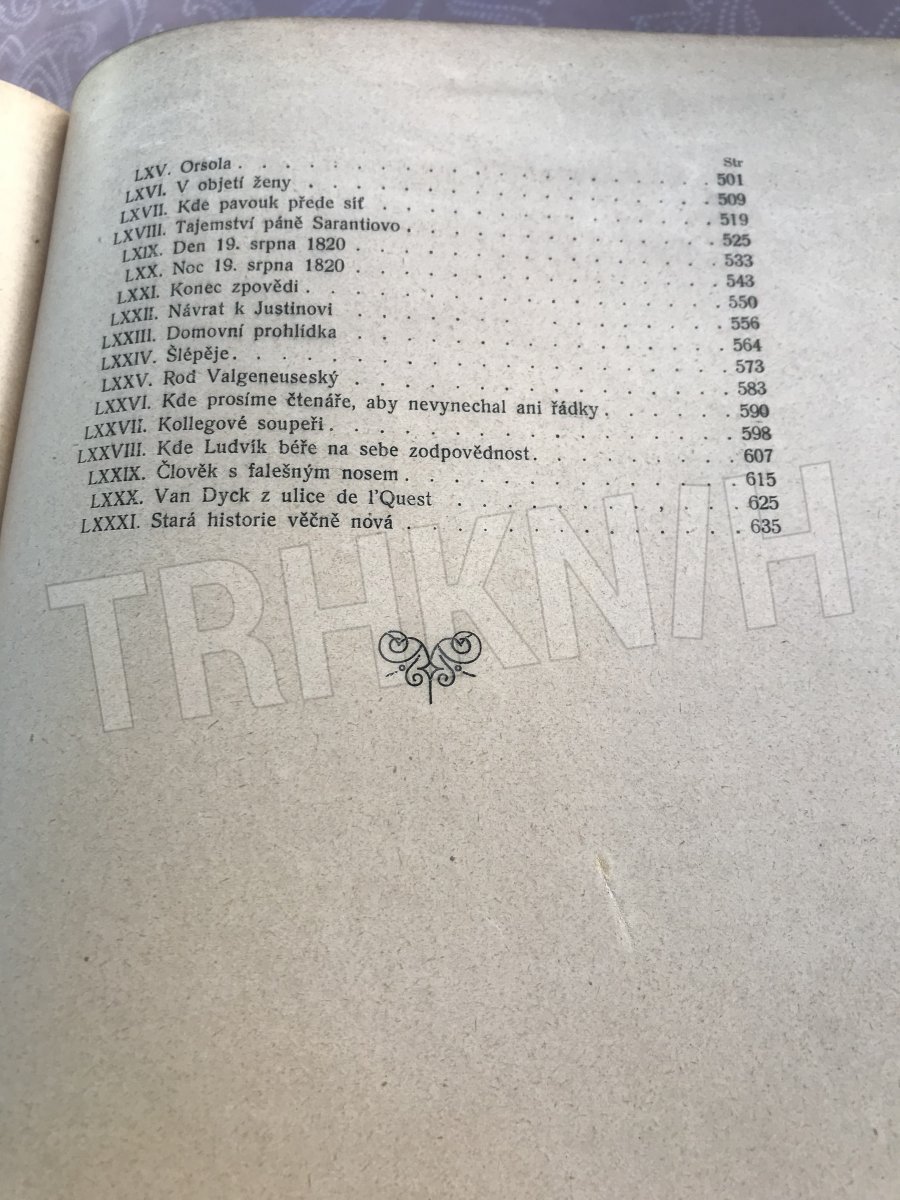 Str
LXV. Orsola . . . . . . . . . . . . . . . 501
LXVI. V objetí ženy . . . . . . . . . . . . . 509
LXVII. Kde pavouk přede síť . . . . . . . . . . . 519
LXVIII. Tajemství páně Sarantiovo . . . . . . . . . . 525
LXIX. Den 19. srpna 1820 . . . . . . . . . . . 533
LXX. Noc 19. srpna 1820 . . . . . . . . . . . 543
LXXI. Konec zpovědi . . . . . . . . . . . . . 550
LXXII. Návrat k Justinovi . . . . . . . . . . . . 556
LXXIII. Domovní prohlídka . . . . . . . . . . . . 564
LXXIV. Šlépěje . . . . . . . . . . . . . . . 573
LXXV. Rod Valgeneuseský . . . . . . . . . . . . 583
LXXVI. Kde prosíme čtenáře, aby nevynechal ani řádky . . . . . 590
LXXVII. Kollegové soupeři . . . . . . . . . . . . 598
LXXVIII. Kde Ludvík béře na sebe zodpovědnost . . . . . . . 607
LXXIX. Člověk s falešným nosem . . . . . . . . . . 615
LXXX. Van Dyck z ulice de l'Quest . . . . . . . . . 625
LXXXI. Stará historie věčně nová . . . . . . . . . . 635
TRHKNIH